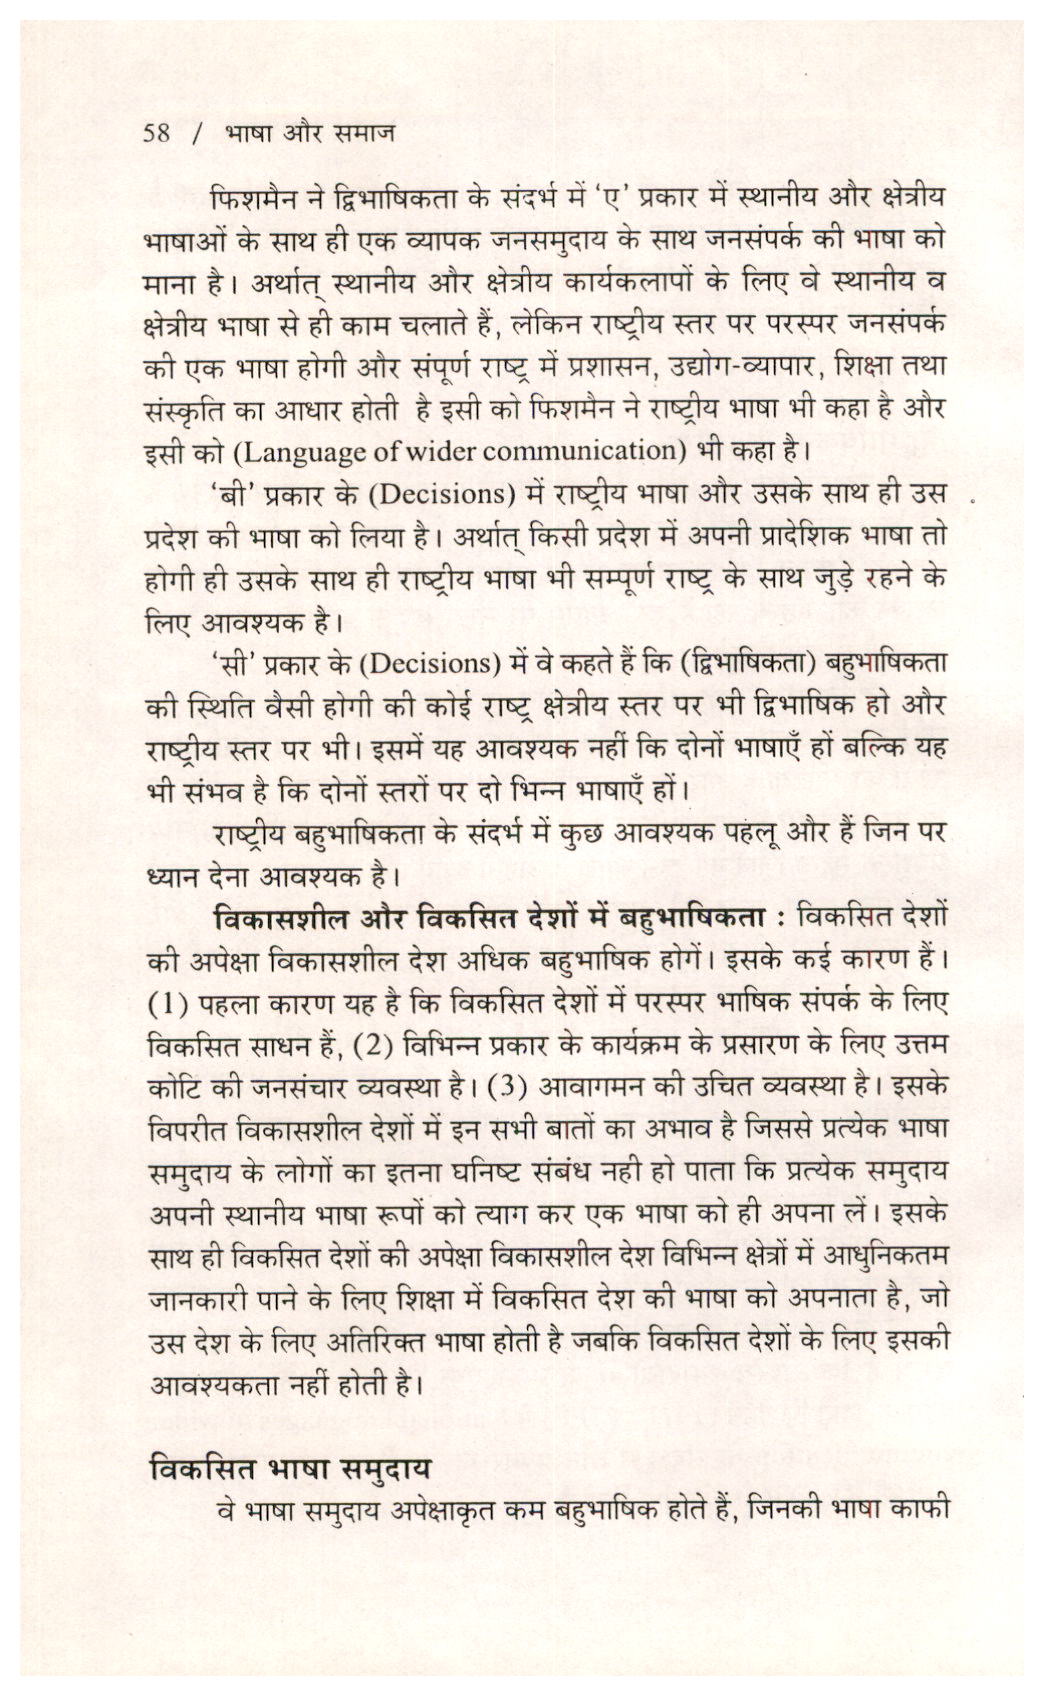 58 / भाषा और समाज
फिशमैन ने द्विभाषिकता के संदर्भ में ‘ए’ प्रकार में स्थानीय और क्षेत्रीय
भाषाओं के साथ ही एक व्यापक जनसमुदाय के साथ जनसंपर्क की भाषा को
माना है। अर्थात् स्थानीय और क्षेत्रीय कार्यकलापों के लिए वे स्थानीय व
क्षेत्रीय भाषा से ही काम चलाते हैं, लेकिन राष्ट्रीय स्तर पर परस्पर जनसंपर्क
की एक भाषा होगी और संपूर्ण राष्ट्र में प्रशासन, उद्योग-व्यापार, शिक्षा तथा
संस्कृति का आधार होती है इसी को फिशमैन ने राष्ट्रीय भाषा भी कहा है और
इसी को (Language of wider communication) भी कहा है।
‘बी’ प्रकार के (Decisions) में राष्ट्रीय भाषा और उसके साथ ही उस
प्रदेश की भाषा को लिया है। अर्थात् किसी प्रदेश में अपनी प्रादेशिक भाषा तो
होगी ही उसके साथ ही राष्ट्रीय भाषा भी सम्पूर्ण राष्ट्र के साथ जुड़े रहने के
लिए आवश्यक है।
‘सी’ प्रकार के (Decisions) में वे कहते हैं कि (द्विभाषिकता) बहुभाषिकता
की स्थिति वैसी होगी की कोई राष्ट्र क्षेत्रीय स्तर पर भी द्विभाषिक हो और
राष्ट्रीय स्तर पर भी। इसमें यह आवश्यक नहीं कि दोनों भाषाएँ हों बल्कि यह
भी संभव है कि दोनों स्तरों पर दो भिन्न भाषाएँ हों।
राष्ट्रीय बहुभाषिकता के संदर्भ में कुछ आवश्यक पहलू और हैं जिन पर
ध्यान देना आवश्यक है।
विकासशील और विकसित देशों में बहुभाषिकता : विकसित देशों
की अपेक्षा विकासशील देश अधिक बहुभाषिक होगें। इसके कई कारण हैं।
(1) पहला कारण यह है कि विकसित देशों में परस्पर भाषिक संपर्क के लिए
विकसित साधन हैं, (2) विभिन्न प्रकार के कार्यक्रम के प्रसारण के लिए उत्तम
कोटि की जनसंचार व्यवस्था है। (3) आवागमन की उचित व्यवस्था है। इसके
विपरीत विकासशील देशों में इन सभी बातों का अभाव है जिससे प्रत्येक भाषा
समुदाय के लोगों का इतना घनिष्ट संबंध नही हो पाता कि प्रत्येक समुदाय
अपनी स्थानीय भाषा रूपों को त्याग कर एक भाषा को ही अपना लें। इसके
साथ ही विकसित देशों की अपेक्षा विकासशील देश विभिन्न क्षेत्रों में आधुनिकतम
जानकारी पाने के लिए शिक्षा में विकसित देश की भाषा को अपनाता है, जो
उस देश के लिए अतिरिक्त भाषा होती है जबकि विकसित देशों के लिए इसकी
आवश्यकता नहीं होती है।
विकसित भाषा समुदाय
वे भाषा समुदाय अपेक्षाकृत कम बहुभाषिक होते हैं, जिनकी भाषा काफी